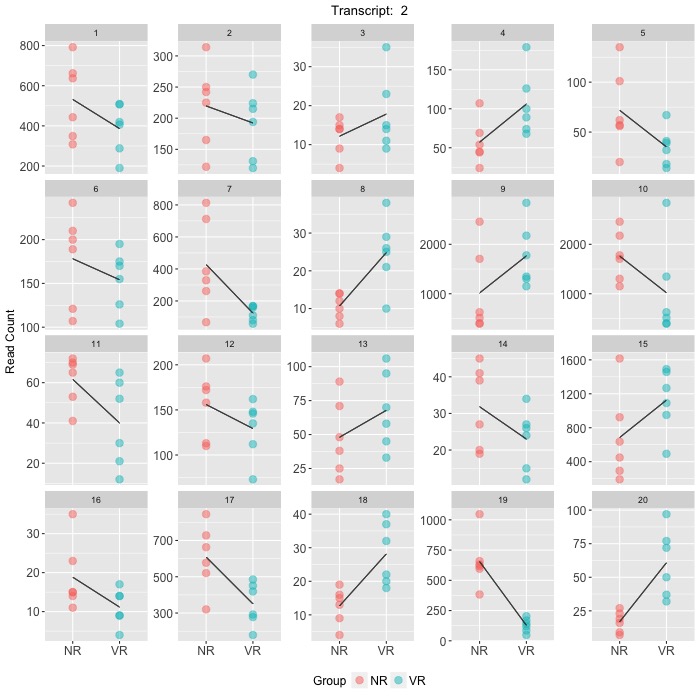 Transcript: 2
1 2 3 4 5
800 600 400 200 300 250 200 150 30 20 10 150 100 50 100 50
6 7 8 9 10
200 150 100 800 600 400 200 30 20 10 2000 1000 2000 1000
Read Count
11 12 13 14 15
60 40 20 200 150 100 100 75 50 25 40 30 20 1600 1200 800 400
16 17 18 19 20
30 20 10 700 500 300 40 30 20 10 1000 750 500 250 0 100 75 50 25
NR VR NR VR NR VR NR VR NR VR
Group NR VR